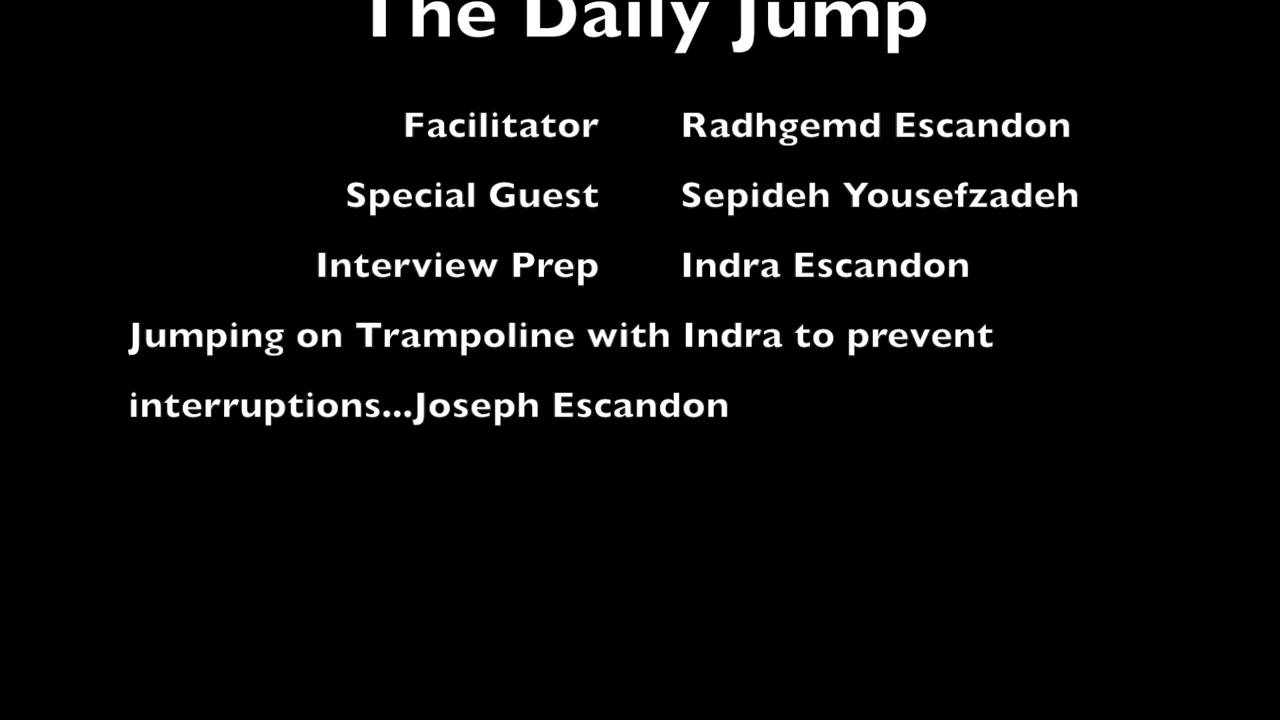 The Daily Jump
Facilitator Radhgemd Escandon
Special Guest Sepideh Yousefzadeh
Interview Prep Indra Escandon
Jumping on Trampoline with Indra to prevent
interruptions...Joseph Escandon